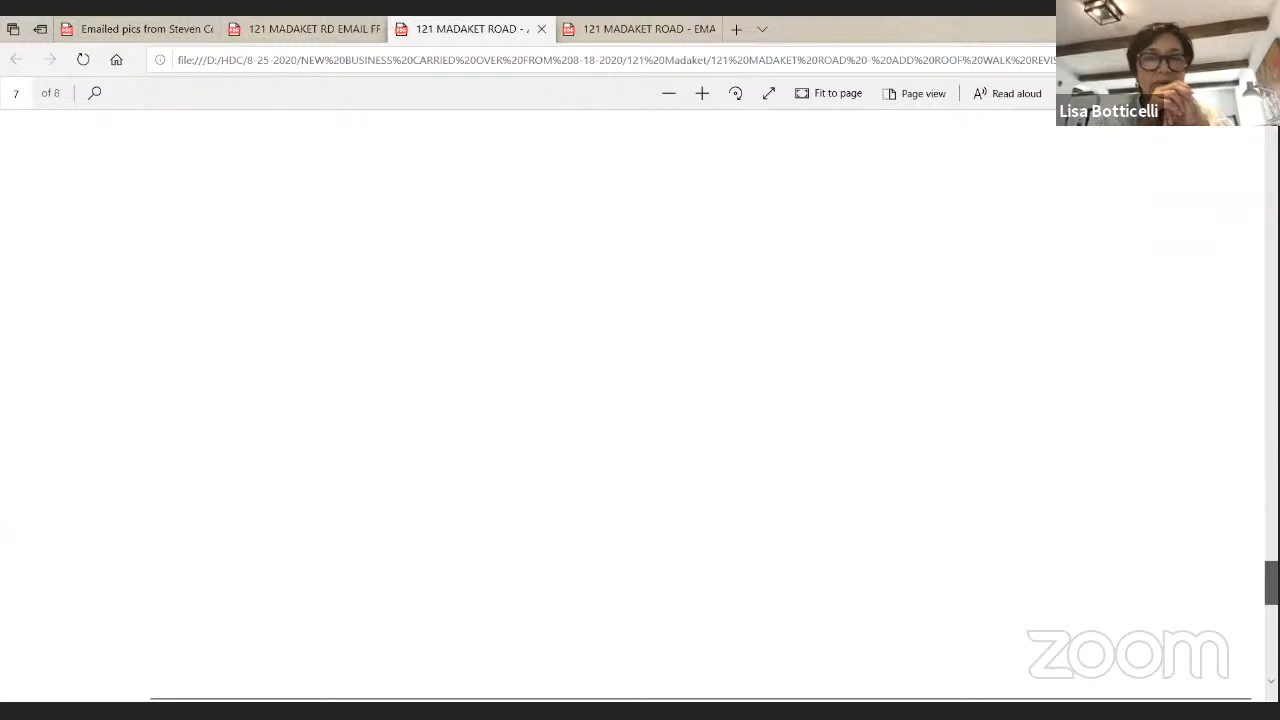 Emailed pics from Steven Cc
121 MADAKET RD EMAIL FF
121 MADAKET ROAD - 
121 MADAKET ROAD - EMA
file:///D:/HDC/8-25-2020/NEW%20BUSINESS%20CARRIED%20OVER%20FROM%208-18-2020/121%20Madaket/121%20MADAKET%20ROAD%20-%20ADD%20ROOF%20WALK%20REVIS
7 of 8
Fit to page
Page view
Read aloud
Lisa Botticelli
zoom